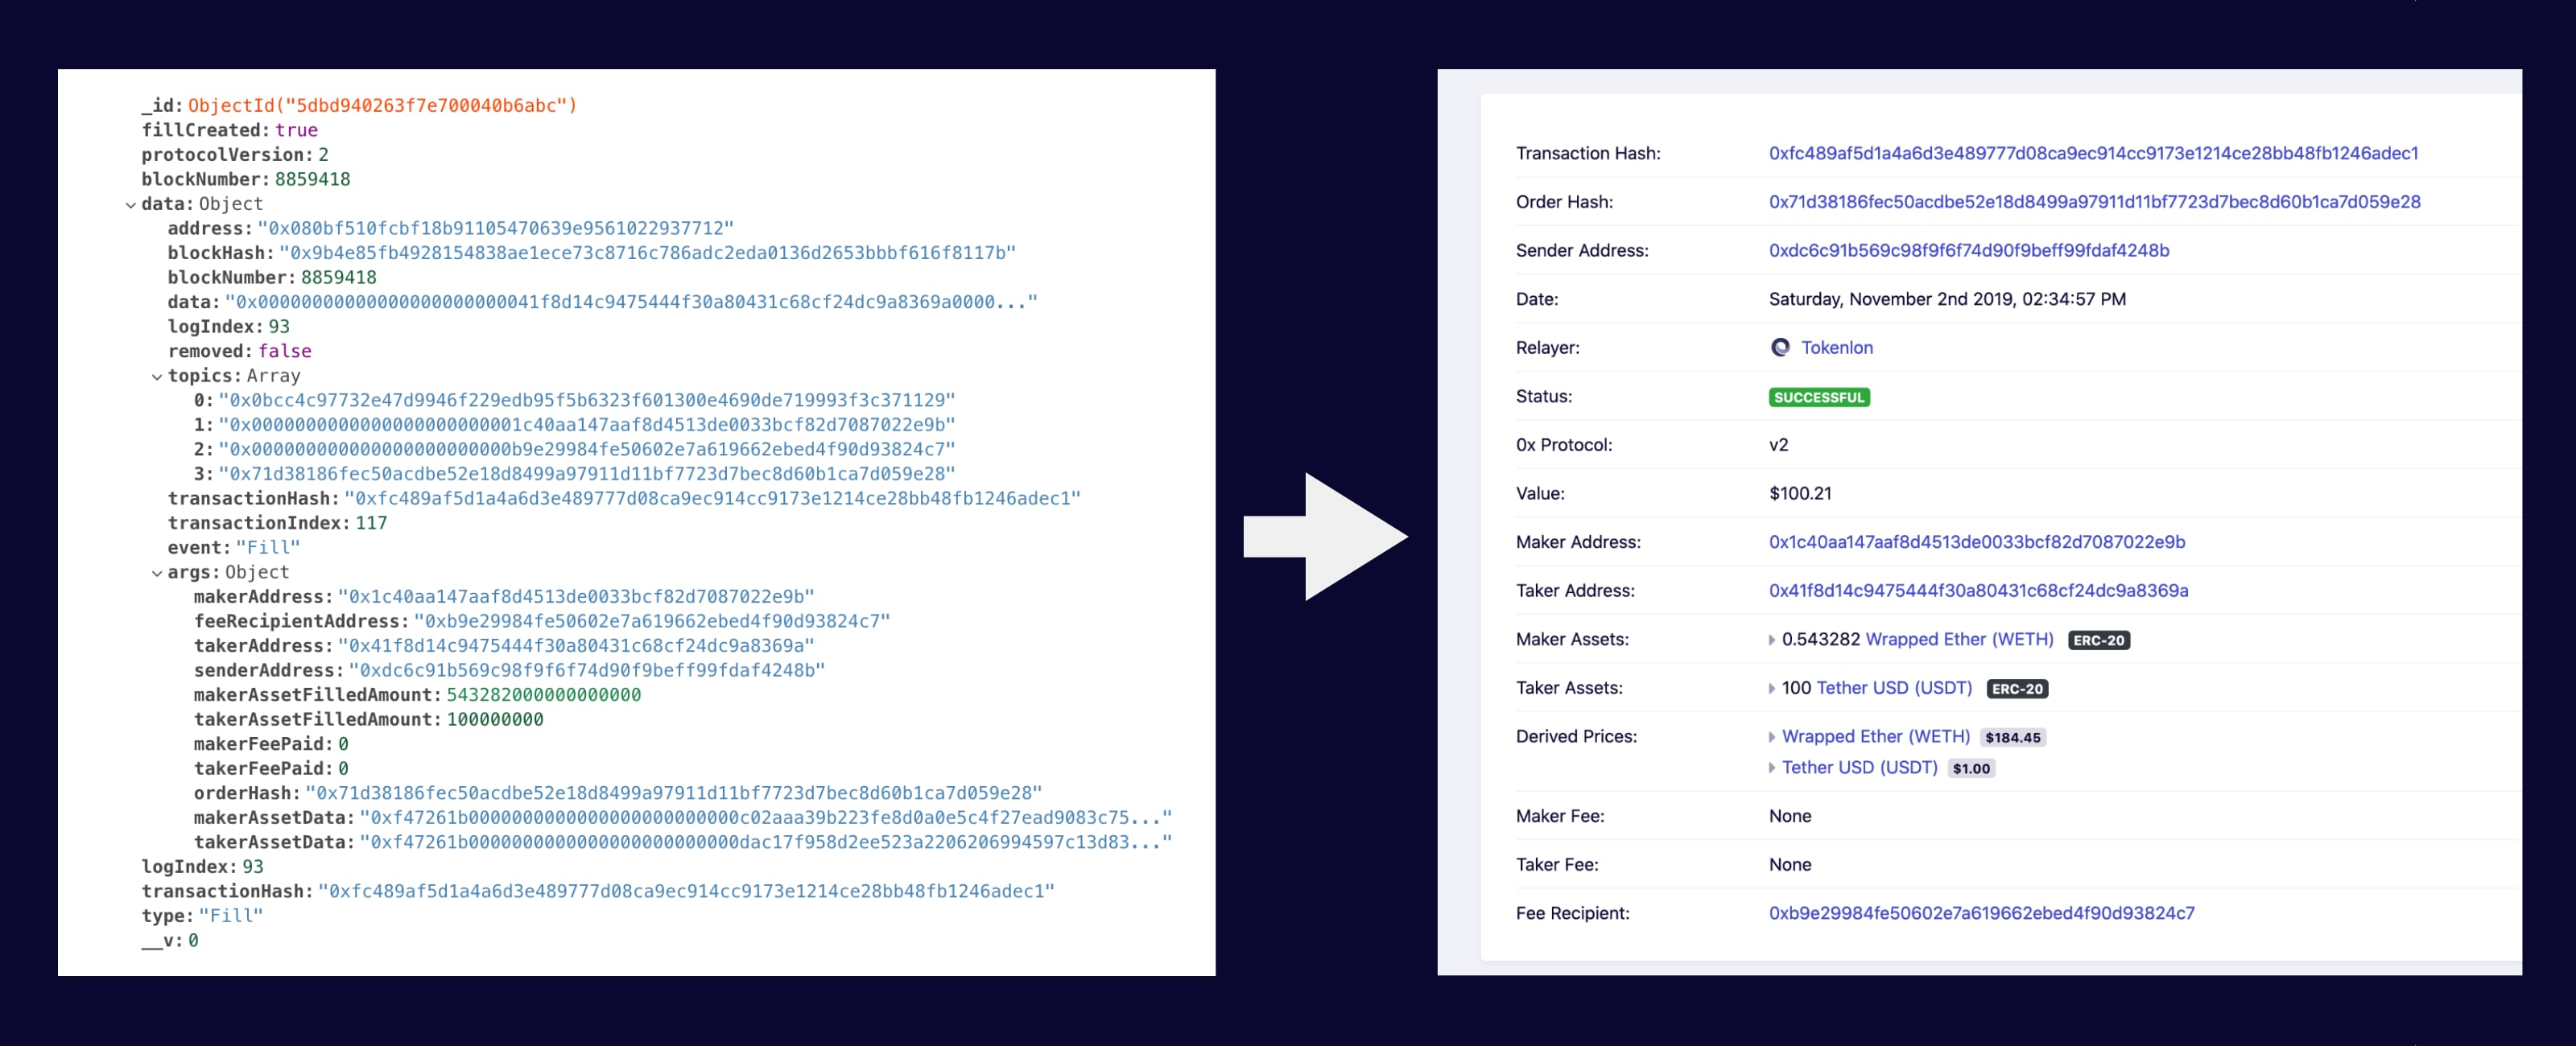 _id: ObjectId("5dbd940263f7e700040b6abc")
fillCreated: true
protocolVersion: 2
blockNumber: 8859418
data: Object
address: "0x080bf510fcbf18b91105470639e9561022937712"
blockHash: "0x9b4e85fb4928154838ae1ece73c8716c786adc2eda0136d2653bbbf616f8117b"
blockNumber: 8859418
data: "0x00000000000000000000000041f8d14c9475444f30a80431c68cf24dc9a8369a0000..."
logIndex: 93
removed: false
topics: Array
0: "0x0bcc4c97732e47d9946f229edb95f5b6323f601300e4690de719993f3c371129"
1: "0x0000000000000000000000001c40aa147aaf8d4513de0033bcf82d7087022e9b"
2: "0x000000000000000000000000b9e29984fe50602e7a619662ebed4f90d93824c7"
3: "0x71d38186fec50acdbe52e18d8499a97911d11bf7723d7bec8d60b1ca7d059e28"
transactionHash: "0xfc489af5d1a4a6d3e489777d08ca9ec914cc9173e1214ce28bb48fb1246adec1"
transactionIndex: 117
event: "Fill"
args: Object
makerAddress: "0x1c40aa147aaf8d4513de0033bcf82d7087022e9b"
feeRecipientAddress: "0xb9e29984fe50602e7a619662ebed4f90d93824c7"
takerAddress: "0x41f8d14c9475444f30a80431c68cf24dc9a8369a"
senderAddress: "0xdc6c91b569c98f9f6f74d90f9beff99fdaf4248b"
makerAssetFilledAmount: 543282000000000000
takerAssetFilledAmount: 100000000
makerFeePaid: 0
takerFeePaid: 0
orderHash: "0x71d38186fec50acdbe52e18d8499a97911d11bf7723d7bec8d60b1ca7d059e28"
makerAssetData: "0xf47261b0000000000000000000000000c02aaa39b223fe8d0a0e5c4f27ead9083c75..."
takerAssetData: "0xf47261b0000000000000000000000000dac17f958d2ee523a2206206994597c13d83..."
logIndex: 93
transactionHash: "0xfc489af5d1a4a6d3e489777d08ca9ec914cc9173e1214ce28bb48fb1246adec1"
type: "Fill"
__v: 0
Transaction Hash: 0xfc489af5d1a4a6d3e489777d08ca9ec914cc9173e1214ce28bb48fb1246adec1
Order Hash: 0x71d38186fec50acdbe52e18d8499a97911d11bf7723d7bec8d60b1ca7d059e28
Sender Address: 0xdc6c91b569c98f9f6f74d90f9beff99fdaf4248b
Date: Saturday, November 2nd 2019, 02:34:57 PM
Relayer: Tokenlon
Status: SUCCESSFUL
0x Protocol: v2
Value: $100.21
Maker Address: 0x1c40aa147aaf8d4513de0033bcf82d7087022e9b
Taker Address: 0x41f8d14c9475444f30a80431c68cf24dc9a8369a
Maker Assets: 0.543282 Wrapped Ether (WETH) ERC-20
Taker Assets: 100 Tether USD (USDT) ERC-20
Derived Prices: Wrapped Ether (WETH) $184.45
Tether USD (USDT) $1.00
Maker Fee: None
Taker Fee: None
Fee Recipient: 0xb9e29984fe50602e7a619662ebed4f90d93824c7